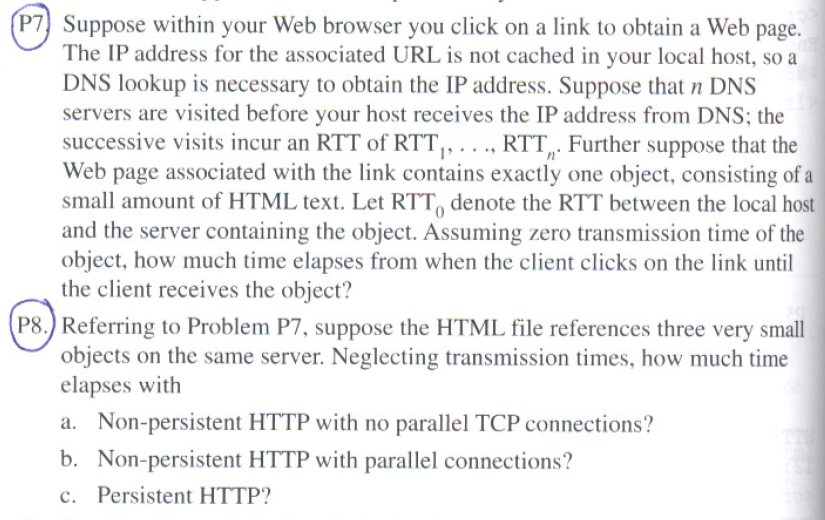 P7. Suppose within your Web browser you click on a link to obtain a Web page.
The IP address for the associated URL is not cached in your local host, so a
DNS lookup is necessary to obtain the IP address. Suppose that n DNS
servers are visited before your host receives the IP address from DNS; the
successive visits incur an RTT of RTT₁, . . ., RTTₙ. Further suppose that the
Web page associated with the link contains exactly one object, consisting of a
small amount of HTML text. Let RTT₀ denote the RTT between the local host
and the server containing the object. Assuming zero transmission time of the
object, how much time elapses from when the client clicks on the link until
the client receives the object?
P8. Referring to Problem P7, suppose the HTML file references three very small
objects on the same server. Neglecting transmission times, how much time
elapses with
a. Non-persistent HTTP with no parallel TCP connections?
b. Non-persistent HTTP with parallel connections?
c. Persistent HTTP?